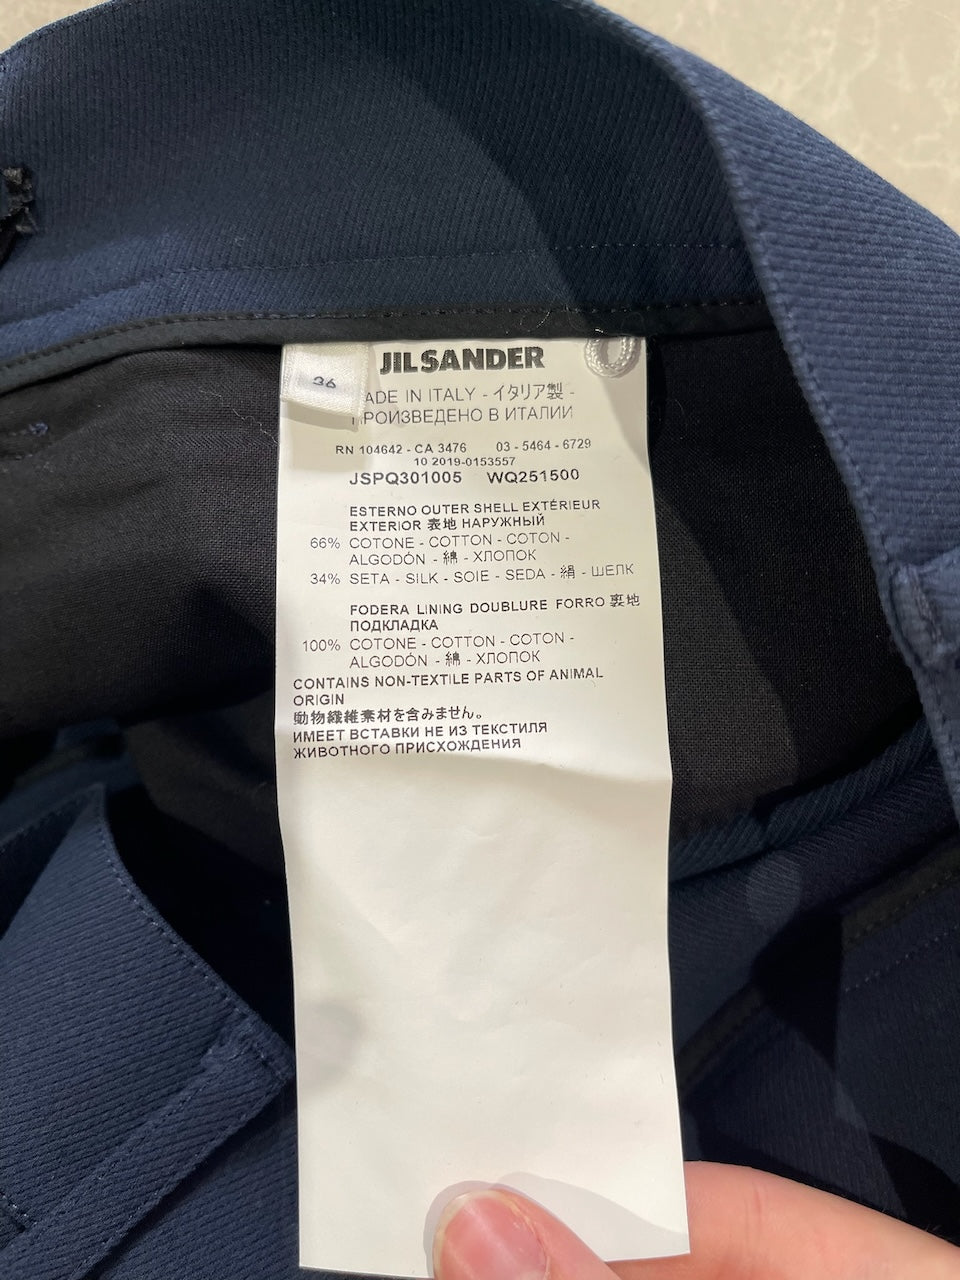 36
JIL SANDER
ADE IN ITALY - イタリア製 -
ПРОИЗВЕДЕНО В ИТАЛИИ
RN 104642 - CA 3476 03 - 5464 - 6729
10 2019-0153557
JSPQ301005 WQ251500
ESTERNO OUTER SHELL EXTÉRIEUR
EXTERIOR 表地 НАРУЖНЫЙ
66% COTONE - COTTON - COTON -
ALGODÓN - 綿 - ХЛОПОК
34% SETA - SILK - SOIE - SEDA - 絹 - ШЕЛК
FODERA LINING DOUBLURE FORRO 裏地
ПОДКЛАДКА
100% COTONE - COTTON - COTON -
ALGODÓN - 綿 - ХЛОПОК
CONTAINS NON-TEXTILE PARTS OF ANIMAL
ORIGIN
動物繊維素材を含みません。
ИМЕЕТ ВСТАВКИ НЕ ИЗ ТЕКСТИЛЯ
ЖИВОТНОГО ПРИСХОЖДЕНИЯ